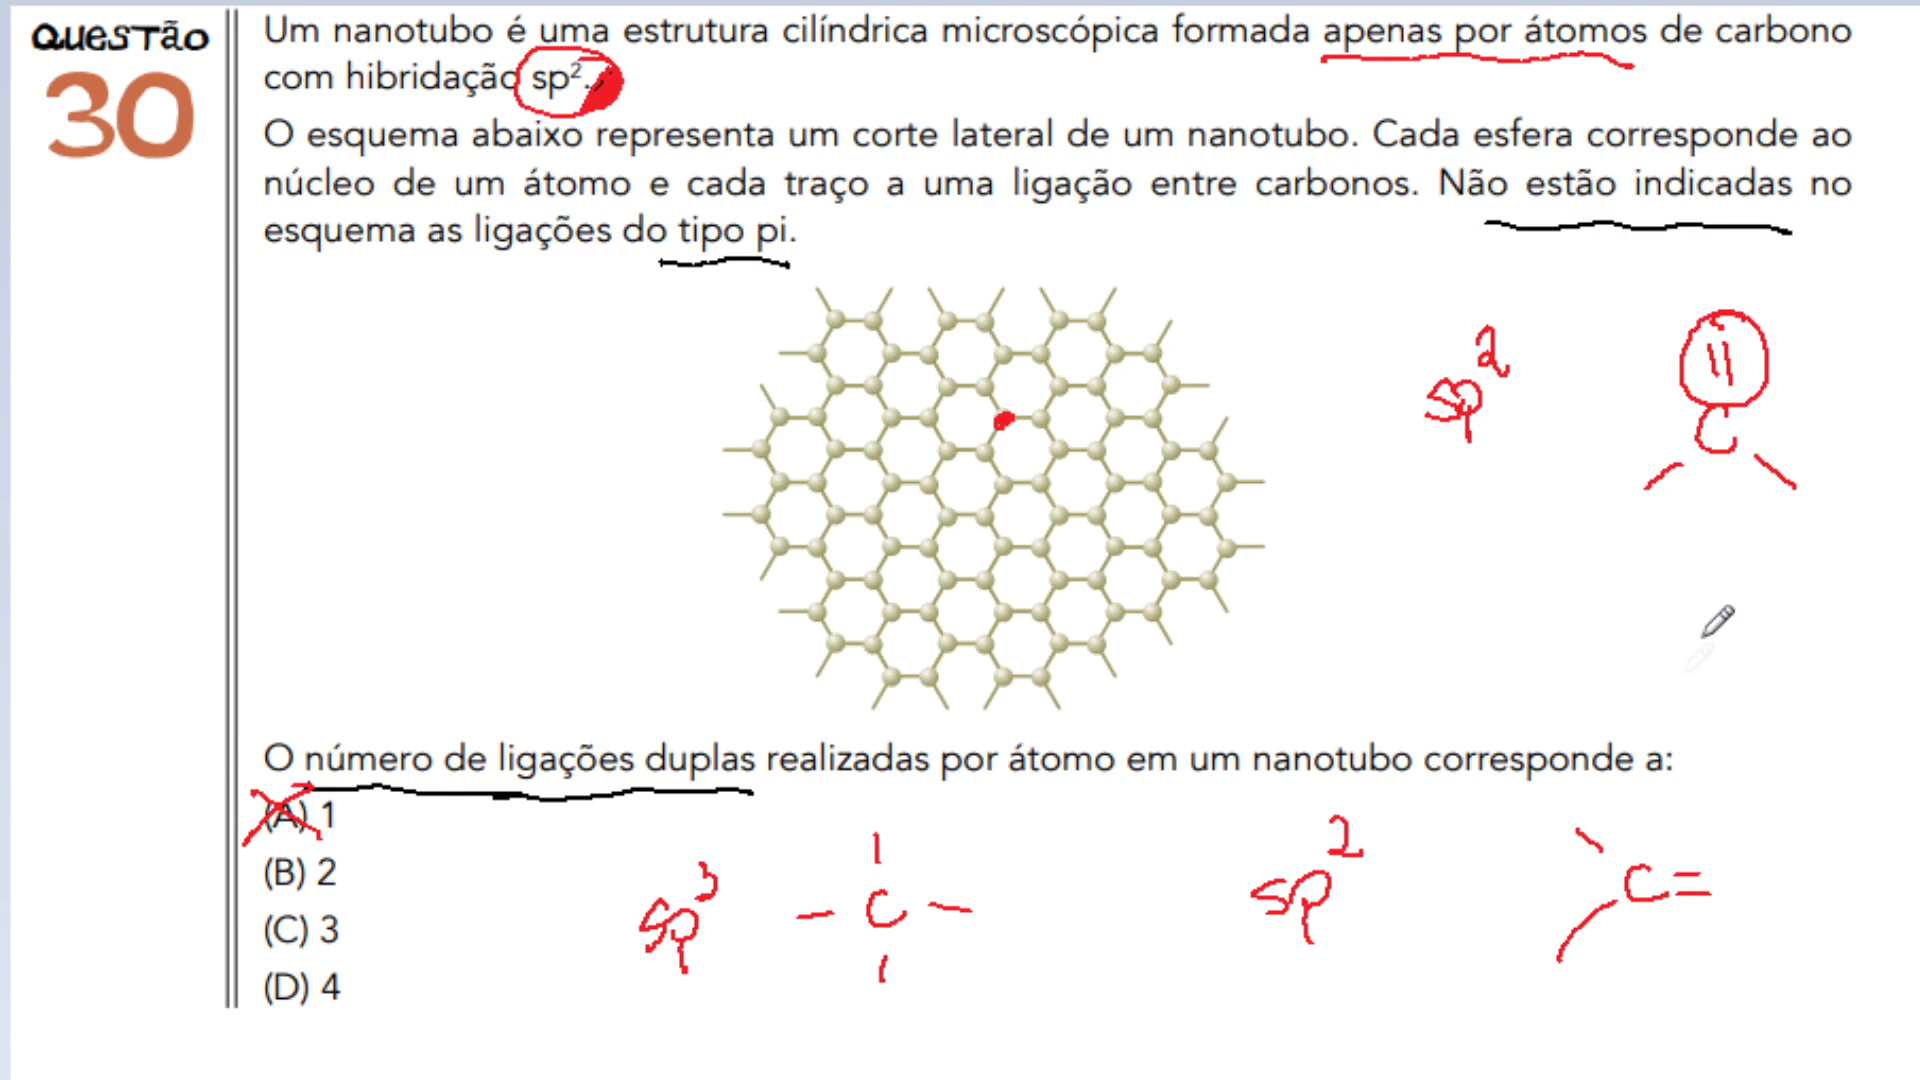 QUESTÃO
30
Um nanotubo é uma estrutura cilíndrica microscópica formada apenas por átomos de carbono
com hibridação sp².
O esquema abaixo representa um corte lateral de um nanotubo. Cada esfera corresponde ao
núcleo de um átomo e cada traço a uma ligação entre carbonos. Não estão indicadas no
esquema as ligações do tipo pi.
sp²
C
O número de ligações duplas realizadas por átomo em um nanotubo corresponde a:
(A) 1
(B) 2
(C) 3
(D) 4
sp³
C
sp²
C=